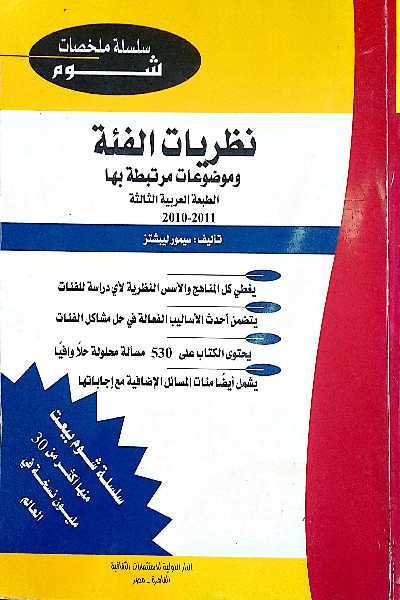 سلسلة ملخصات
شوم
نظريات الفئة
وموضوعات مرتبطة بها
الطبعة العربية الثالثة
2010-2011
تأليف: سيمور ليبشتز
يغطي كل المناهج والأسس النظرية لأي دراسة للفئات
يتضمن أحدث الأساليب الفعالة في حل مشاكل الفئات
يحتوى الكتاب على 530 مسألة محلولة حلاً وافيًا
يشمل أيضًا مئات المسائل الإضافية مع إجاباتها
سلسلة شوم بيعت
منها أكثر من 30
مليون نسخة في
العالم
الدار الدولية للاستثمارات الثقافية
القاهرة - مصر